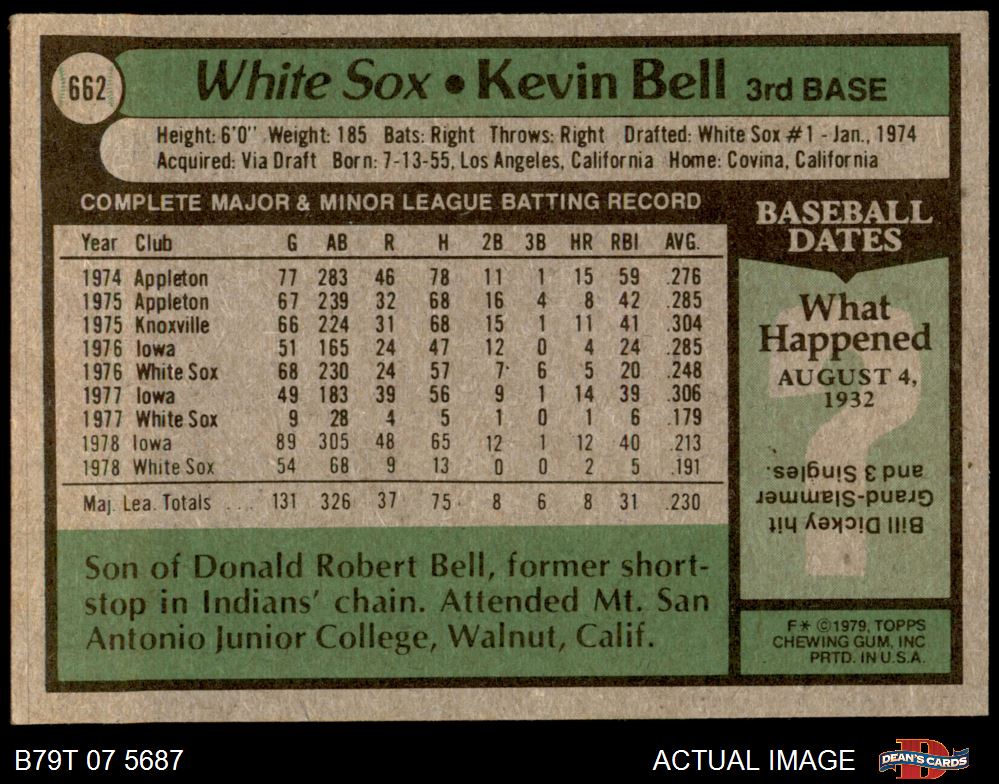 662
White Sox • Kevin Bell 3rd BASE
Height: 6'0" Weight: 185 Bats: Right Throws: Right Drafted: White Sox #1 - Jan., 1974
Acquired: Via Draft Born: 7-13-55, Los Angeles, California Home: Covina, California
COMPLETE MAJOR & MINOR LEAGUE BATTING RECORD
Year Club G AB R H 2B 3B HR RBI AVG.
1974 Appleton 77 283 46 78 11 1 15 59 .276
1975 Appleton 67 239 32 68 16 4 8 42 .285
1975 Knoxville 66 224 31 68 15 1 11 41 .304
1976 Iowa 51 165 24 47 12 0 4 24 .285
1976 White Sox 68 230 24 57 7 6 5 20 .248
1977 Iowa 49 183 39 56 9 1 14 39 .306
1977 White Sox 9 28 4 5 1 0 1 6 .179
1978 Iowa 89 305 48 65 12 1 12 40 .213
1978 White Sox 54 68 9 13 0 0 2 5 .191
Maj. Lea. Totals . . . 131 326 37 75 8 6 8 31 .230
Son of Donald Robert Bell, former short-
stop in Indians' chain. Attended Mt. San
Antonio Junior College, Walnut, Calif.
BASEBALL
DATES
What
Happened
AUGUST 4,
1932
?
Bill Dickey hit
Grand-Slammer
and 3 Singles.
F* ©1979, TOPPS
CHEWING GUM, INC
PRTD. IN U.S.A.
B79T 07 5687
ACTUAL IMAGE
D
DEAN'S CARDS